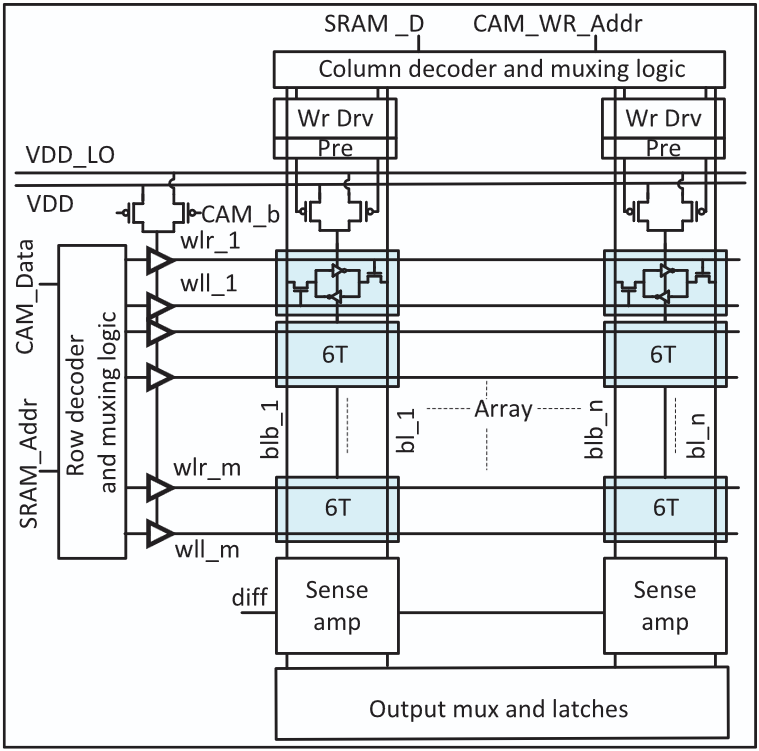 SRAM _D CAM_WR_Addr
Column decoder and muxing logic
Wr Drv Wr Drv
Pre Pre
VDD_LO
VDD
CAM_b
wlr_1
wll_1
CAM_Data
SRAM_Addr
Row decoder
and muxing logic
6T 6T
blb_1
bl_1
Array
blb_n
bl_n
wlr_m
6T 6T
wll_m
diff
Sense
amp
Sense
amp
Output mux and latches